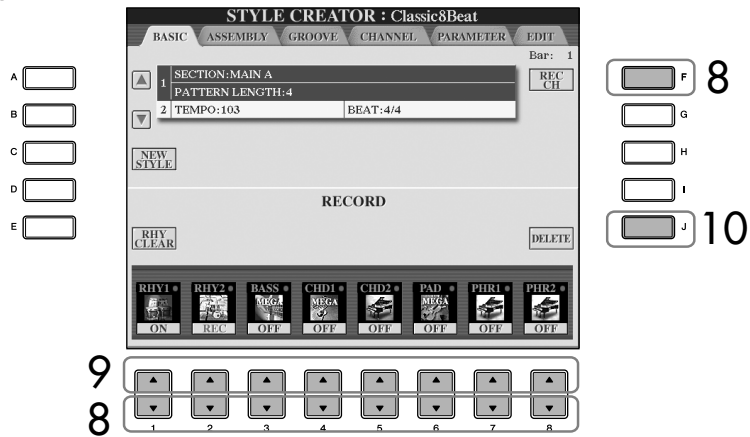 STYLE CREATOR : Classic8Beat
BASIC ASSEMBLY GROOVE CHANNEL PARAMETER EDIT
Bar: 1
A
1 SECTION:MAIN A
PATTERN LENGTH:4
REC
CH
F 8
B
2 TEMPO:103 BEAT:4/4
G
C
NEW
STYLE
H
D
I
RECORD
E
RHY
CLEAR
DELETE
J 10
RHY1 RHY2 BASS CHD1 CHD2 PAD PHR1 PHR2
MEGA MEGA MEGA
ON REC OFF OFF OFF OFF OFF OFF
9
8
1 2 3 4 5 6 7 8